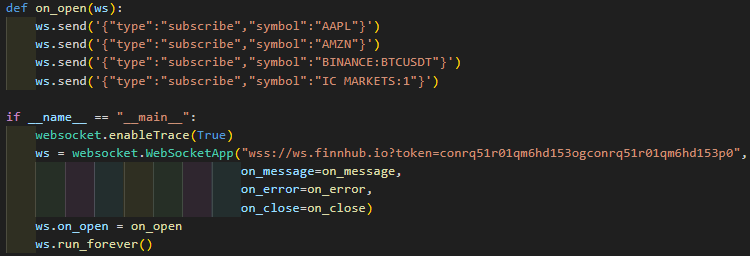 def on_open(ws):
    ws.send('{"type":"subscribe","symbol":"AAPL"}')
    ws.send('{"type":"subscribe","symbol":"AMZN"}')
    ws.send('{"type":"subscribe","symbol":"BINANCE:BTCUSDT"}')
    ws.send('{"type":"subscribe","symbol":"IC MARKETS:1"}')

if __name__ == "__main__":
    websocket.enableTrace(True)
    ws = websocket.WebSocketApp("wss://ws.finnhub.io?token=conrq51r01qm6hd153ogconrq51r01qm6hd153p0",
                              on_message=on_message,
                              on_error=on_error,
                              on_close=on_close)
    ws.on_open = on_open
    ws.run_forever()